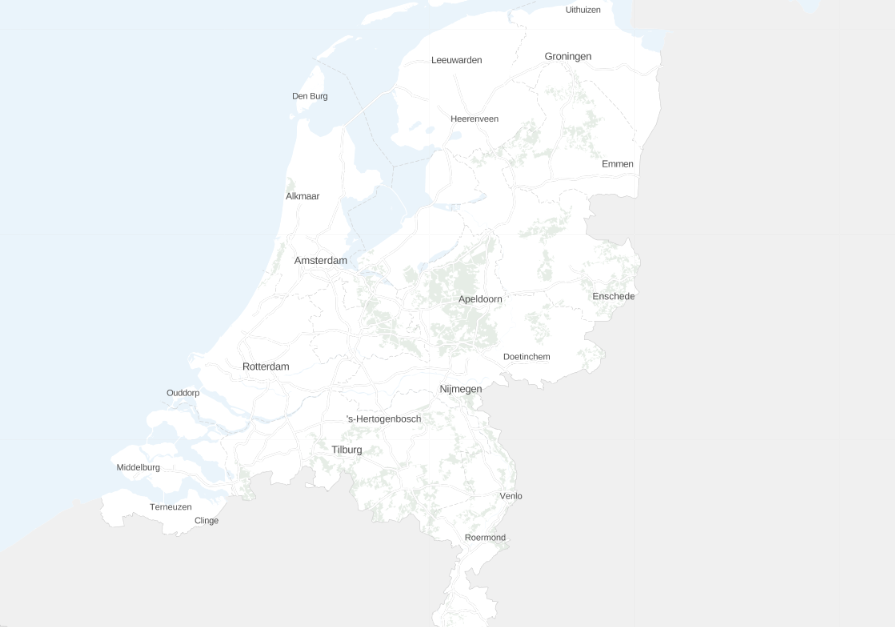 Uithuizen
Leeuwarden
Groningen
Den Burg
Heerenveen
Emmen
Alkmaar
Amsterdam
Apeldoorn
Enschede
Doetinchem
Rotterdam
Nijmegen
Ouddorp
's-Hertogenbosch
Tilburg
Middelburg
Venlo
Terneuzen
Clinge
Roermond